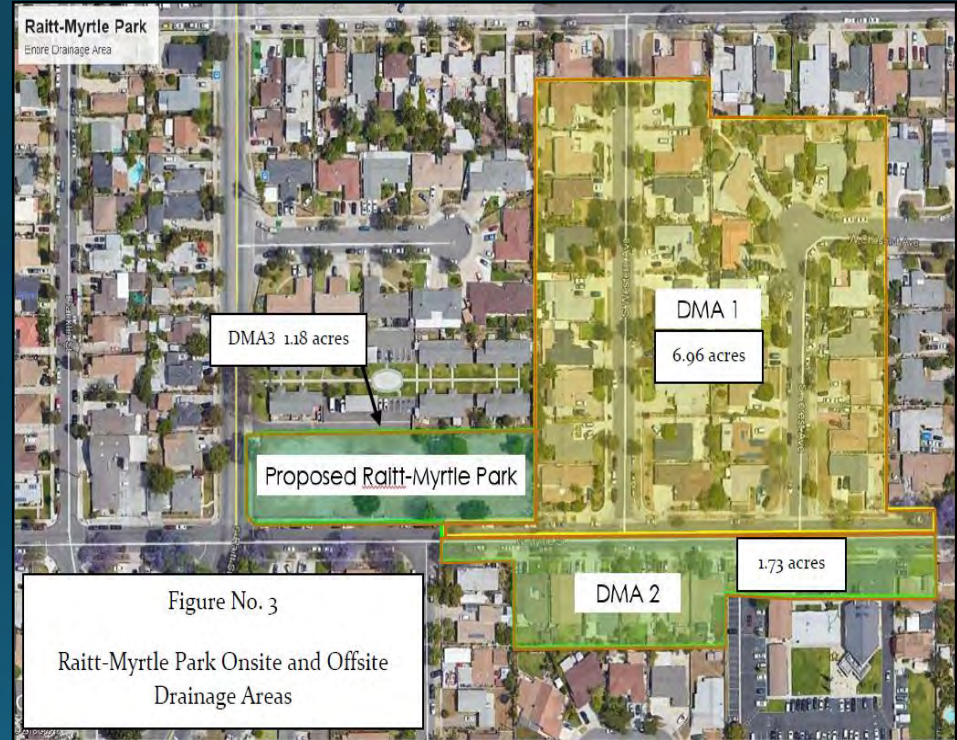 Raitt-Myrtle Park
Entire Drainage Area
DMA 1
6.96 acres
DMA3 1.18 acres
Proposed Raitt-Myrtle Park
1.73 acres
DMA 2
Figure No. 3
Raitt-Myrtle Park Onsite and Offsite
Drainage Areas